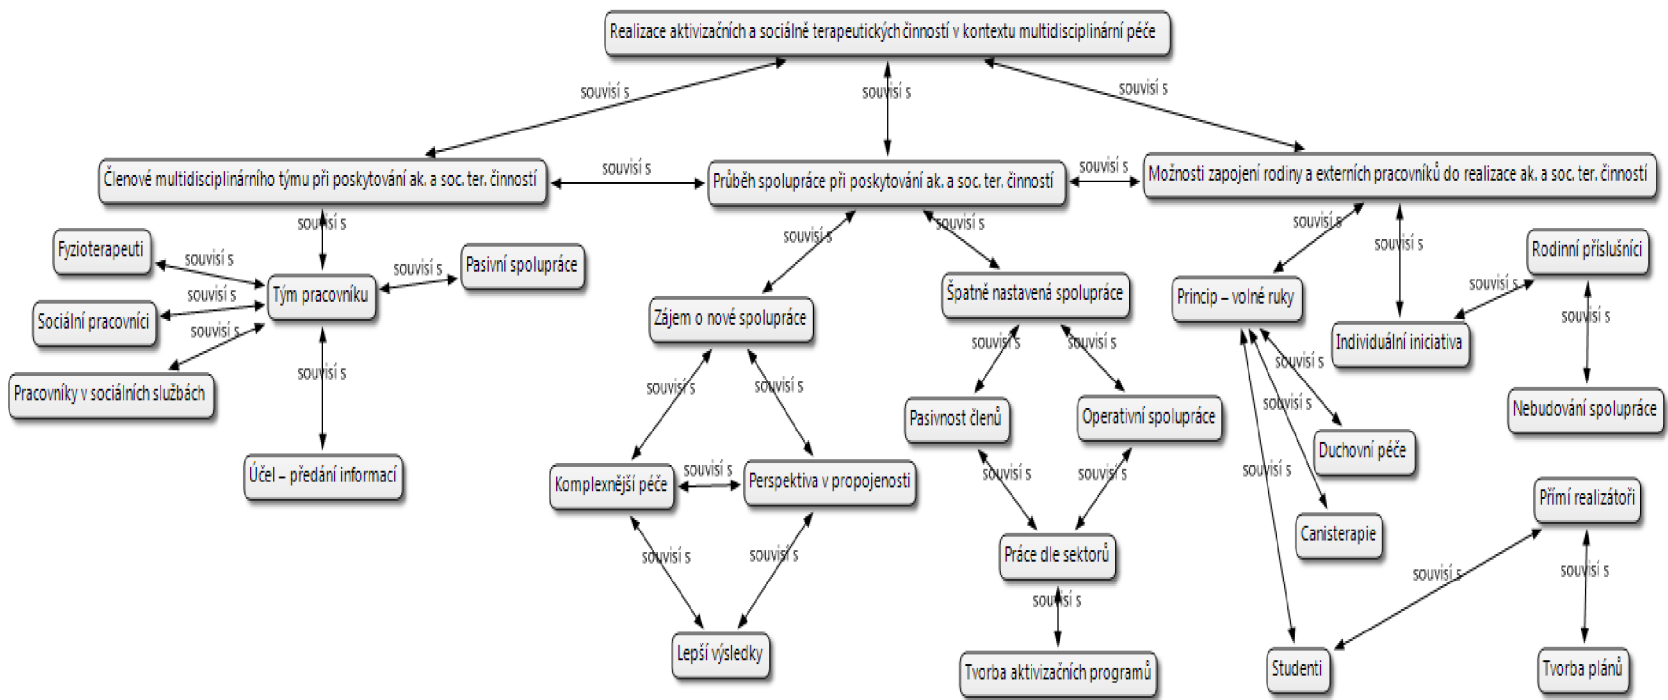 Realizace aktivizačních a sociálně terapeutických činností v kontextu multidisciplinární péče
souvisí s
souvisí s
souvisí s
Členové multidisciplinárního týmu při poskytování ak. a soc. ter. činností
souvisí s
Průběh spolupráce při poskytování ak. a soc. ter. činností
souvisí s
Možnosti zapojení rodiny a externích pracovníků do realizace ak. a soc. ter. činností
souvisí s
souvisí s
souvisí s
souvisí s
souvisí s
Fyzioterapeuti
souvisí s
Tým pracovníku
souvisí s
Pasivní spolupráce
Sociální pracovníci
souvisí s
Pracovníky v sociálních službách
souvisí s
Účel – předání informací
Zájem o nové spolupráce
Špatně nastavená spolupráce
Princip – volné ruky
Individuální iniciativa
souvisí s
Rodinní příslušníci
souvisí s
Nebudování spolupráce
souvisí s
souvisí s
souvisí s
souvisí s
Pasivnost členů
Operativní spolupráce
souvisí s
souvisí s
souvisí s
Duchovní péče
Canisterapie
Komplexnější péče
souvisí s
Perspektiva v propojenosti
souvisí s
souvisí s
Práce dle sektorů
souvisí s
souvisí s
Lepší výsledky
souvisí s
Tvorba aktivizačních programů
Přímí realizátoři
souvisí s
souvisí s
Studenti
Tvorba plánů